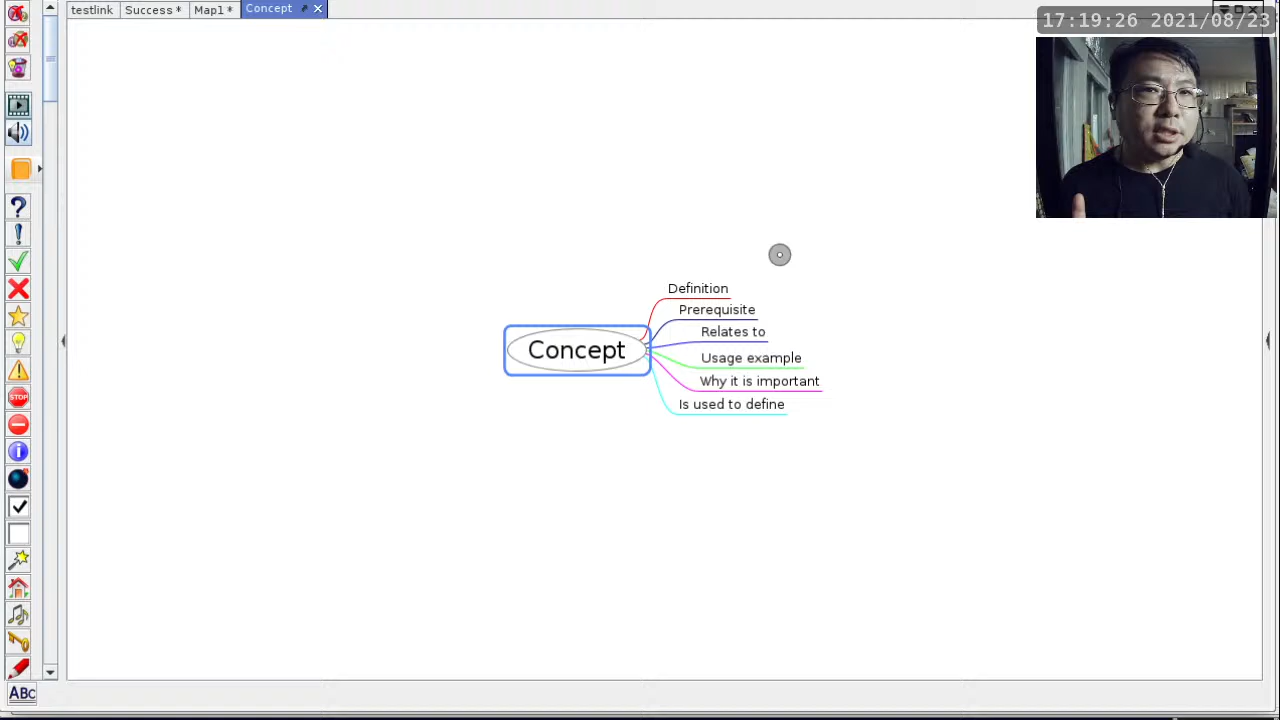 testlink
Success *
Map1 *
Concept
17:19:26 2021/08/23
Definition
Prerequisite
Relates to
Concept
Usage example
Why it is important
Is used to define
STOP
ABc